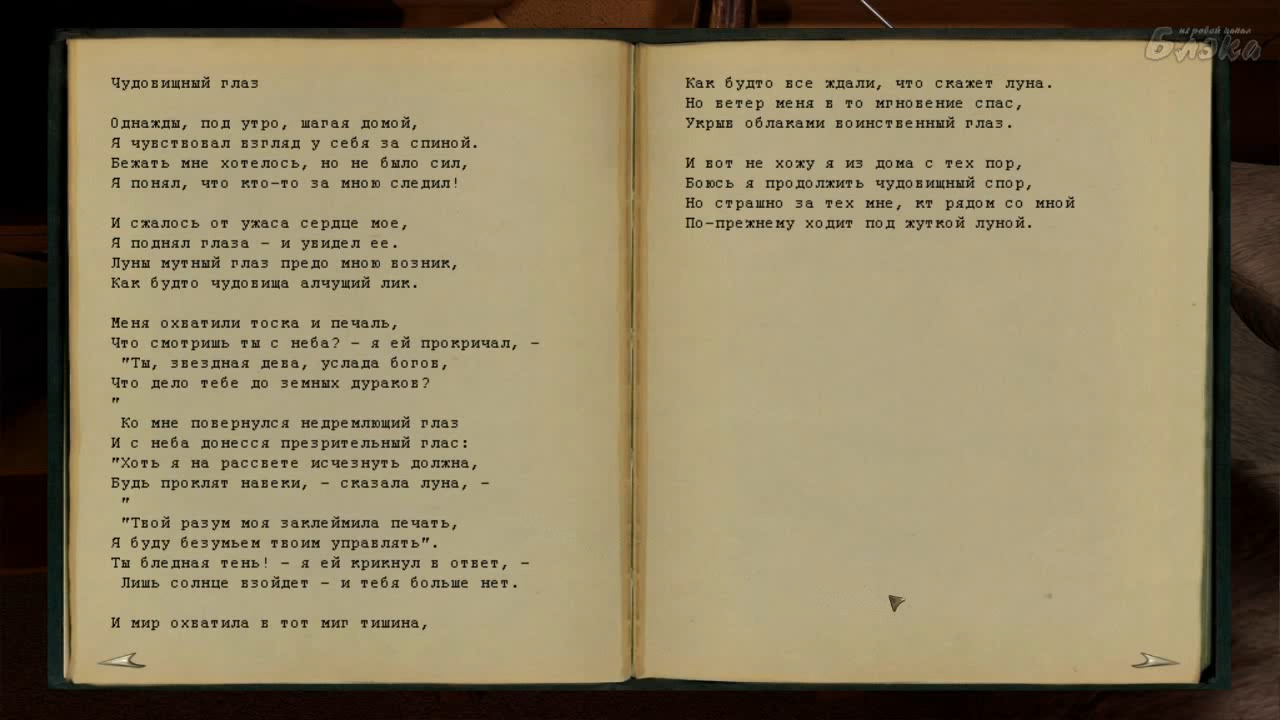 игровой канал
Блэка
Чудовищный глаз
Однажды, под утро, шагая домой,
Я чувствовал взгляд у себя за спиной.
Бежать мне хотелось, но не было сил,
Я понял, что кто-то за мною следил!
И сжалось от ужаса сердце мое,
Я поднял глаза - и увидел ее.
Луны мутный глаз предо мною возник,
Как будто чудовища алчущий лик.
Меня охватили тоска и печаль,
Что смотришь ты с неба? - я ей прокричал, -
"Ты, звездная дева, услада богов,
Что дело тебе до земных дураков?
"
Ко мне повернулся недремлющий глаз
И с неба донесся презрительный глас:
"Хоть я на рассвете исчезнуть должна,
Будь проклят навеки, - сказала луна, -
"
"Твой разум моя заклеймила печать,
Я буду безумьем твоим управлять".
Ты бледная тень! - я ей крикнул в ответ, -
Лишь солнце взойдет - и тебя больше нет.
И мир охватила в тот миг тишина,
Как будто все ждали, что скажет луна.
Но ветер меня в то мгновение спас,
Укрыв облаками воинственный глаз.
И вот не хожу я из дома с тех пор,
Боюсь я продолжить чудовищный спор,
Но страшно за тех мне, кт рядом со мной
По-прежнему ходит под жуткой луной.